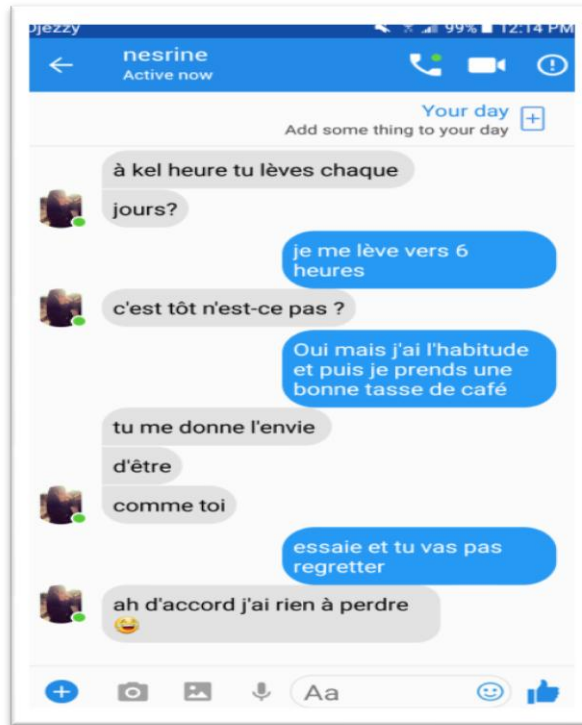 Djezzy 99% 12:14 PM
nesrine
Active now
Your day
Add some thing to your day
à kel heure tu lèves chaque
jours?
je me lève vers 6
heures
c'est tôt n'est-ce pas ?
Oui mais j'ai l'habitude
et puis je prends une
bonne tasse de café
tu me donne l'envie
d'être
comme toi
essaie et tu vas pas
regretter
ah d'accord j'ai rien à perdre
😂
Aa